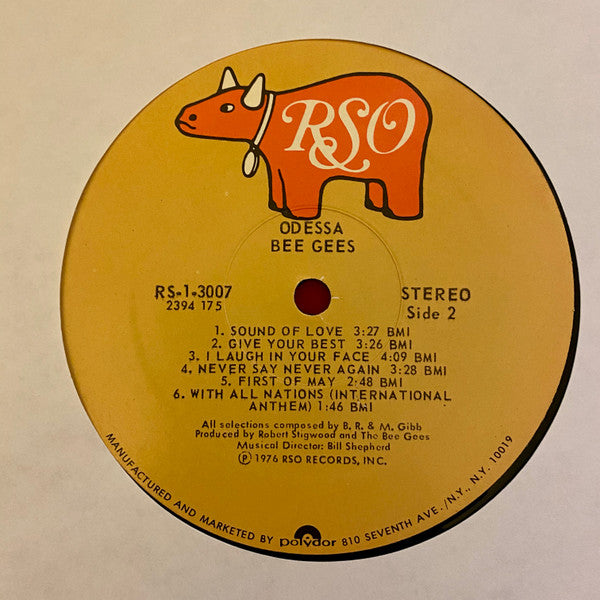 RSO
ODESSA
BEE GEES
RS-1-3007
2394 175
STEREO
Side 2
1. SOUND OF LOVE 3:27 BMI
2. GIVE YOUR BEST 3:26 BMI
3. I LAUGH IN YOUR FACE 4:09 BMI
4. NEVER SAY NEVER AGAIN 3:28 BMI
5. FIRST OF MAY 2:48 BMI
6. WITH ALL NATIONS (INTERNATIONAL
ANTHEM) 1:46 BMI
All selections composed by B. R. & M. Gibb
Produced by Robert Stigwood and The Bee Gees
Musical Director: Bill Shepherd
℗ 1976 RSO RECORDS, INC.
MANUFACTURED AND MARKETED BY polydor 810 SEVENTH AVE./N.Y., N.Y. 10019